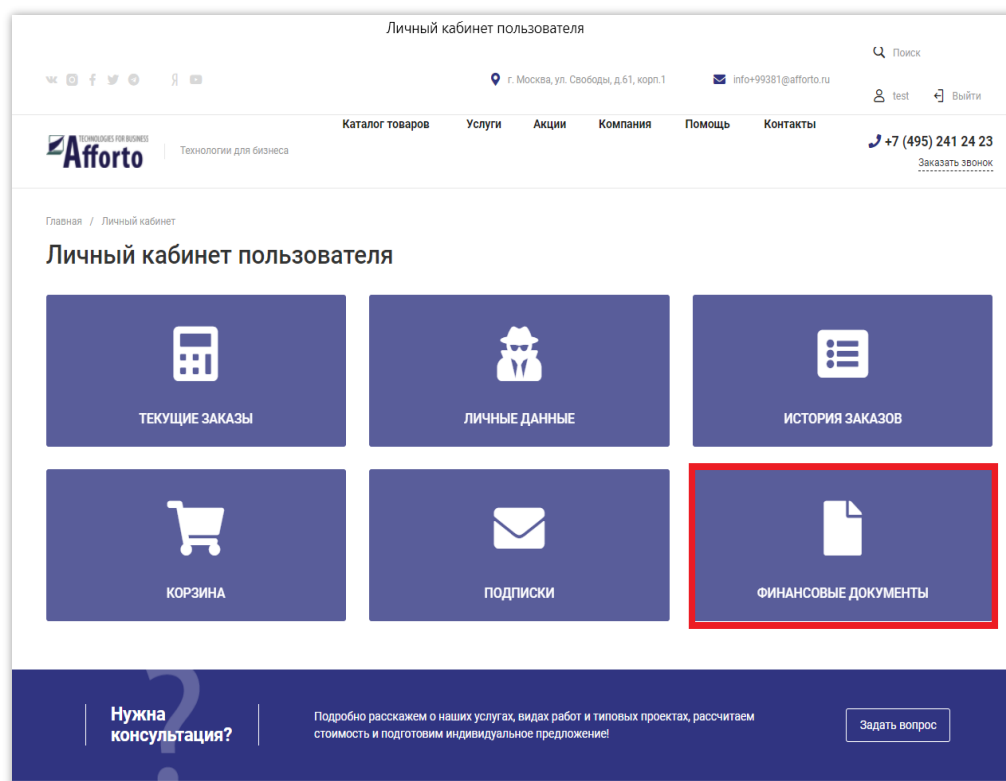 Личный кабинет пользователя
Поиск
г. Москва, ул. Свободы, д.61, корп.1
info+99381@afforto.ru
test
Выйти
Каталог товаров Услуги Акции Компания Помощь Контакты
TECHNOLOGIES FOR BUSINESS
Afforto
Технологии для бизнеса
+7 (495) 241 24 23
Заказать звонок
Главная / Личный кабинет
Личный кабинет пользователя
ТЕКУЩИЕ ЗАКАЗЫ
ЛИЧНЫЕ ДАННЫЕ
ИСТОРИЯ ЗАКАЗОВ
КОРЗИНА
ПОДПИСКИ
ФИНАНСОВЫЕ ДОКУМЕНТЫ
Нужна
консультация?
Подробно расскажем о наших услугах, видах работ и типовых проектах, рассчитаем
стоимость и подготовим индивидуальное предложение!
Задать вопрос